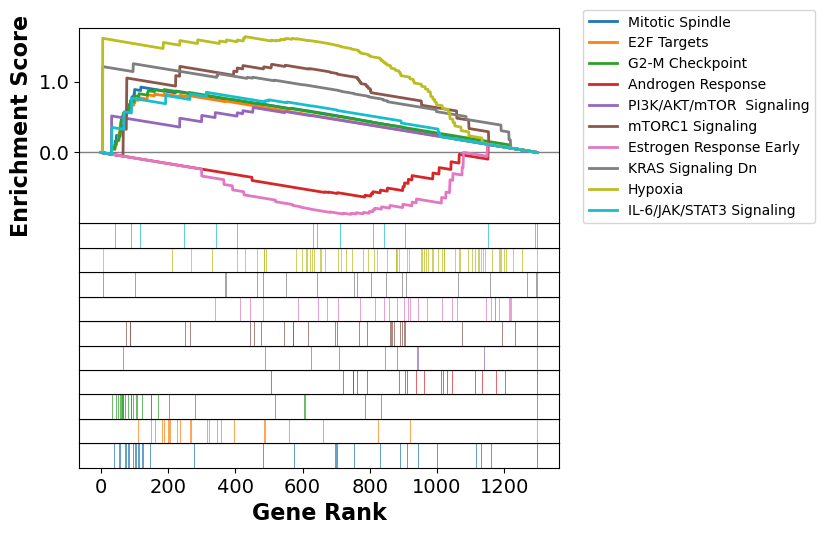 Enrichment Score
1.0
0.0
0 200 400 600 800 1000 1200
Gene Rank
Mitotic Spindle
E2F Targets
G2-M Checkpoint
Androgen Response
PI3K/AKT/mTOR  Signaling
mTORC1 Signaling
Estrogen Response Early
KRAS Signaling Dn
Hypoxia
IL-6/JAK/STAT3 Signaling